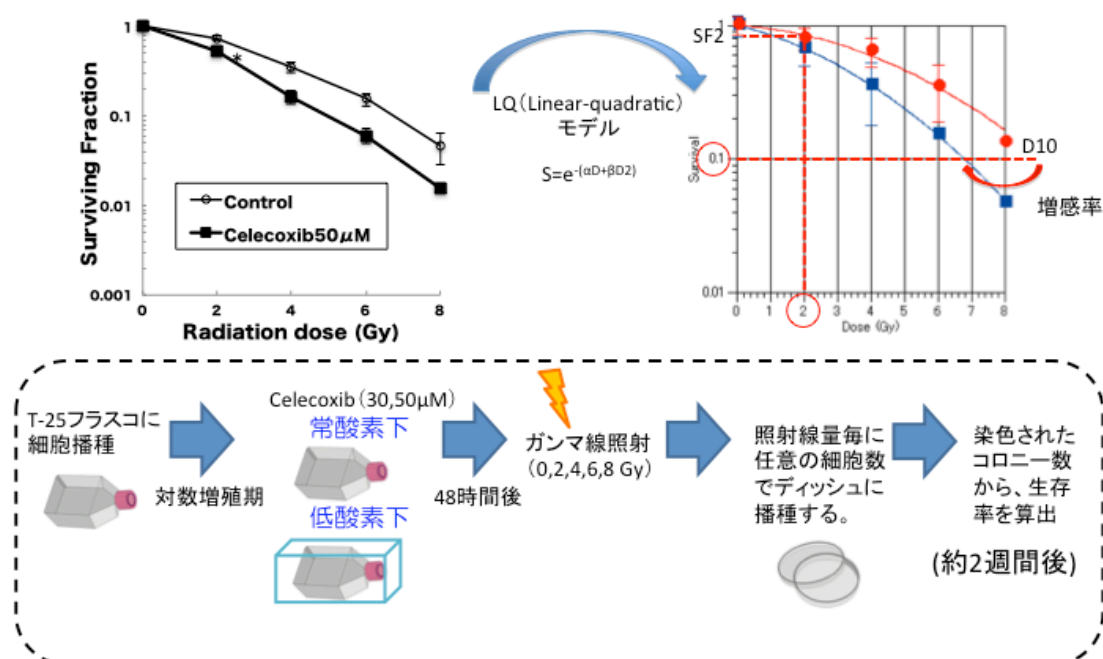 1
0.1
0.01
0.001
Surviving Fraction
*
Control
Celecoxib50μM
0
2
4
6
8
Radiation dose (Gy)
LQ(Linear-quadratic)
モデル
S=e-(αD+βD2)
1
SF2
0.1
0.01
Survival
D10
増感率
0
1
2
3
4
5
6
7
8
Dose (Gy)
T-25フラスコに
細胞播種
対数増殖期
Celecoxib(30,50μM)
常酸素下
低酸素下
48時間後
ガンマ線照射
(0,2,4,6,8 Gy)
照射線量毎に
任意の細胞数
でディッシュに
播種する。
染色された
コロニー数
から、生存
率を算出
(約2週間後)